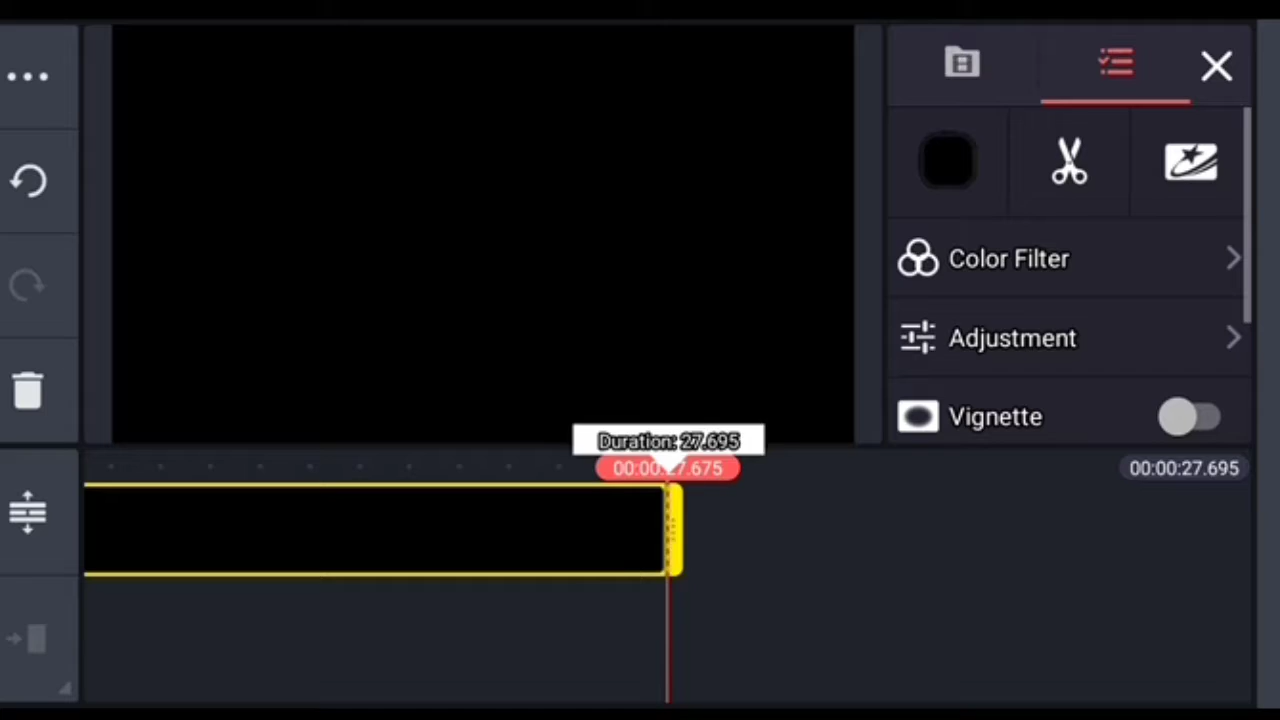 Color Filter
Adjustment
Vignette
Duration: 27.695
00:00:27.675
00:00:27.695